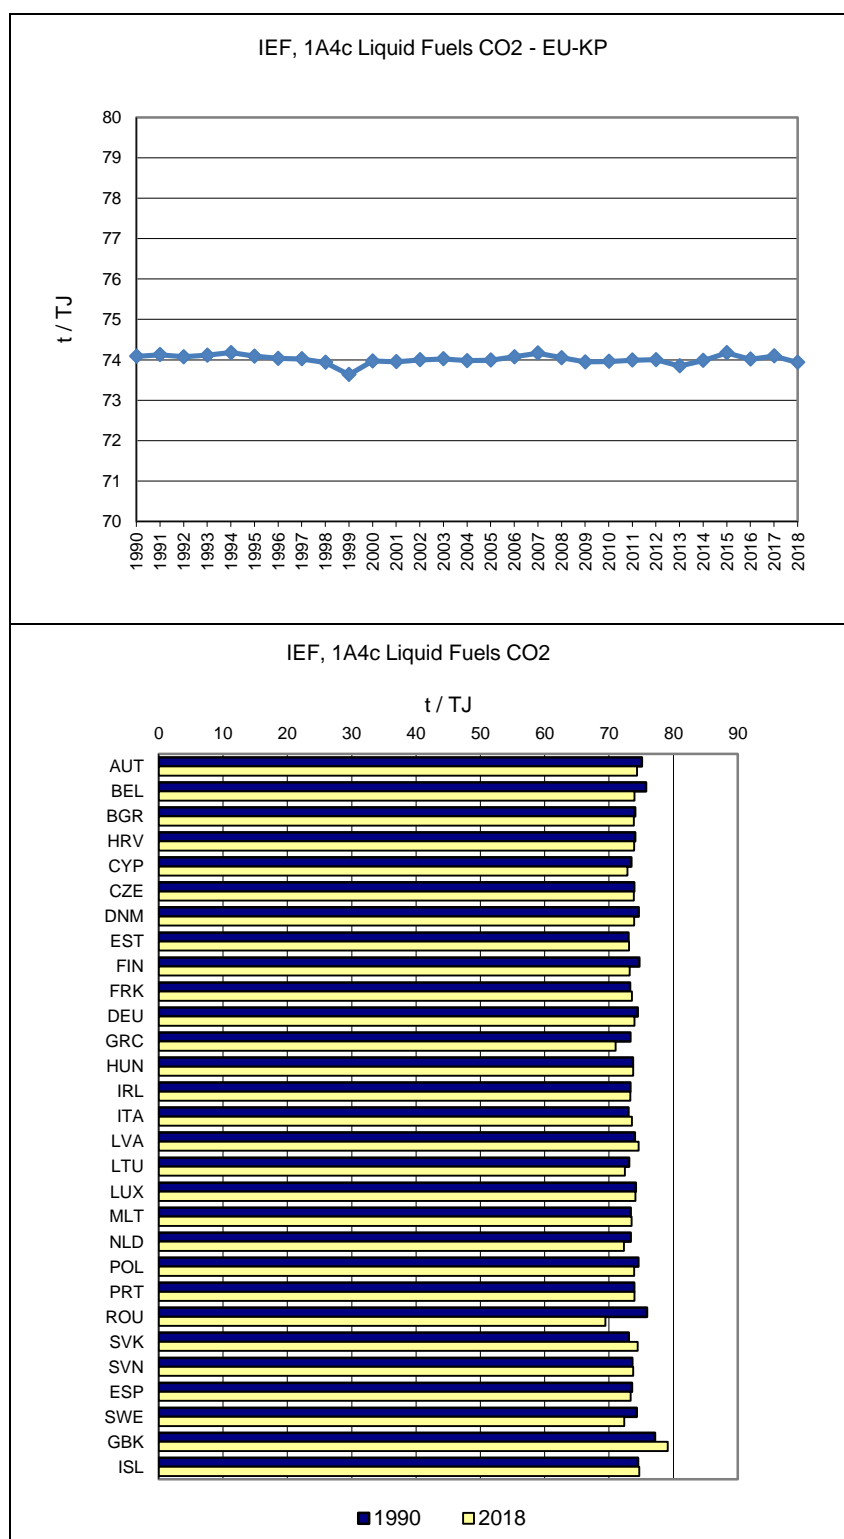 IEF, 1A4c Liquid Fuels CO2 - EU-KP
80
79
78
77
76
75
74
73
72
71
70
t / TJ
1990 1991 1992 1993 1994 1995 1996 1997 1998 1999 2000 2001 2002 2003 2004 2005 2006 2007 2008 2009 2010 2011 2012 2013 2014 2015 2016 2017 2018
IEF, 1A4c Liquid Fuels CO2
t / TJ
0 10 20 30 40 50 60 70 80 90
AUT
BEL
BGR
HRV
CYP
CZE
DNM
EST
FIN
FRK
DEU
GRC
HUN
IRL
ITA
LVA
LTU
LUX
MLT
NLD
POL
PRT
ROU
SVK
SVN
ESP
SWE
GBK
ISL
1990 2018